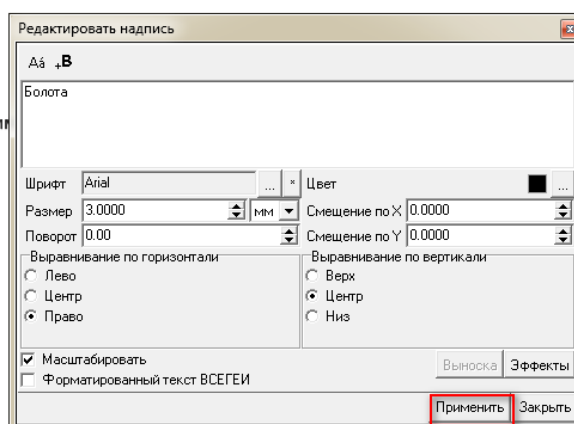 Редактировать надпись
Aá +B
Болота
Шрифт Arial ... * Цвет ...
Размер 3.0000 мм Смещение по X 0.0000
Поворот 0.00 Смещение по Y 0.0000
Выравнивание по горизонтали Выравнивание по вертикали
Лево Верх
Центр Центр
Право Низ
Масштабировать Выноска Эффекты
Форматированный текст ВСЕГЕИ
Применить Закрыть